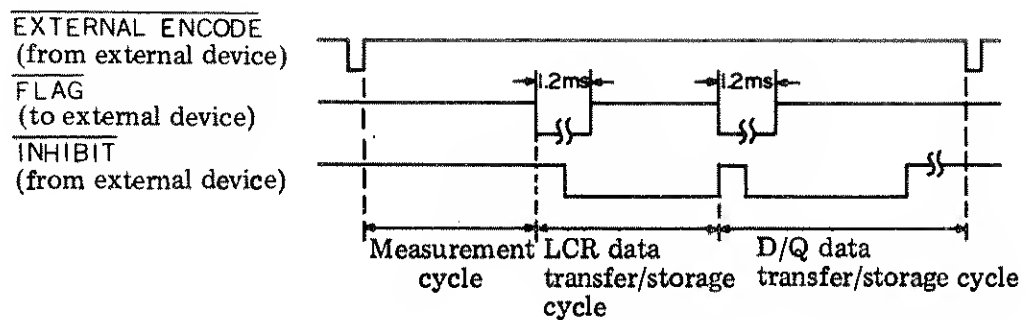 EXTERNAL ENCODE
(from external device)
FLAG
(to external device)
INHIBIT
(from external device)
1.2ms
1.2ms
Measurement
cycle
LCR data
transfer/storage
cycle
D/Q data
transfer/storage cycle